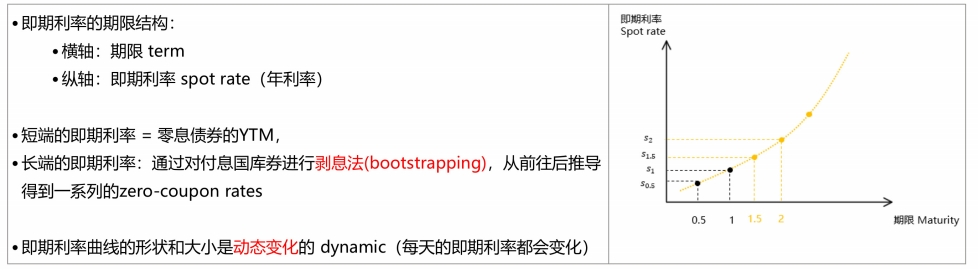 •即期利率的期限结构：
•横轴：期限 term
•纵轴：即期利率 spot rate（年利率）
•短端的即期利率 = 零息债券的YTM，
•长端的即期利率：通过对付息国库券进行剥息法(bootstrapping)，从前往后推导
得到一系列的zero-coupon rates
•即期利率曲线的形状和大小是动态变化的 dynamic（每天的即期利率都会变化）
即期利率
Spot rate
s2
s1.5
s1
s0.5
0.5 1 1.5 2 期限 Maturity